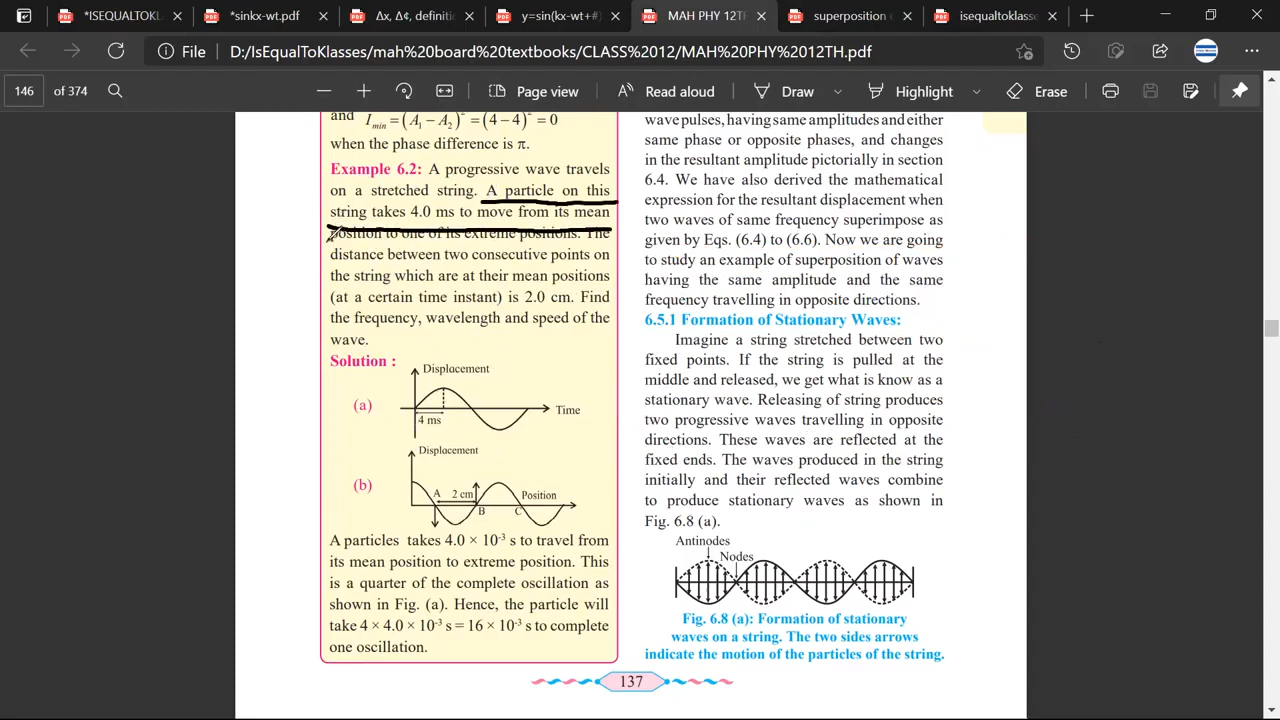 *ISEQUALTOKL
*sinkx-wt.pdf
Δx, Δ¢, definiti
y=sin(kx-wt+#)
MAH PHY 12TH
superposition
isequaltoklasse
File
D:/IsEqualToKlasses/mah%20board%20textbooks/CLASS%2012/MAH%20PHY%2012TH.pdf
146 of 374
Page view
Read aloud
Draw
Highlight
Erase
and I_min = (A₁ − A₂)² = (4 − 4)² = 0
when the phase difference is π.
Example 6.2: A progressive wave travels
on a stretched string. A particle on this
string takes 4.0 ms to move from its mean
position to one of its extreme positions. The
distance between two consecutive points on
the string which are at their mean positions
(at a certain time instant) is 2.0 cm. Find
the frequency, wavelength and speed of the
wave.
Solution :
(a)
Displacement
Time
4 ms
(b)
Displacement
A
2 cm
Position
B
C
A particles takes 4.0 × 10⁻³ s to travel from
its mean position to extreme position. This
is a quarter of the complete oscillation as
shown in Fig. (a). Hence, the particle will
take 4 × 4.0 × 10⁻³ s = 16 × 10⁻³ s to complete
one oscillation.
wave pulses, having same amplitudes and either
same phase or opposite phases, and changes
in the resultant amplitude pictorially in section
6.4. We have also derived the mathematical
expression for the resultant displacement when
two waves of same frequency superimpose as
given by Eqs. (6.4) to (6.6). Now we are going
to study an example of superposition of waves
having the same amplitude and the same
frequency travelling in opposite directions.
6.5.1 Formation of Stationary Waves:
Imagine a string stretched between two
fixed points. If the string is pulled at the
middle and released, we get what is know as a
stationary wave. Releasing of string produces
two progressive waves travelling in opposite
directions. These waves are reflected at the
fixed ends. The waves produced in the string
initially and their reflected waves combine
to produce stationary waves as shown in
Fig. 6.8 (a).
Antinodes
Nodes
Fig. 6.8 (a): Formation of stationary
waves on a string. The two sides arrows
indicate the motion of the particles of the string.
137